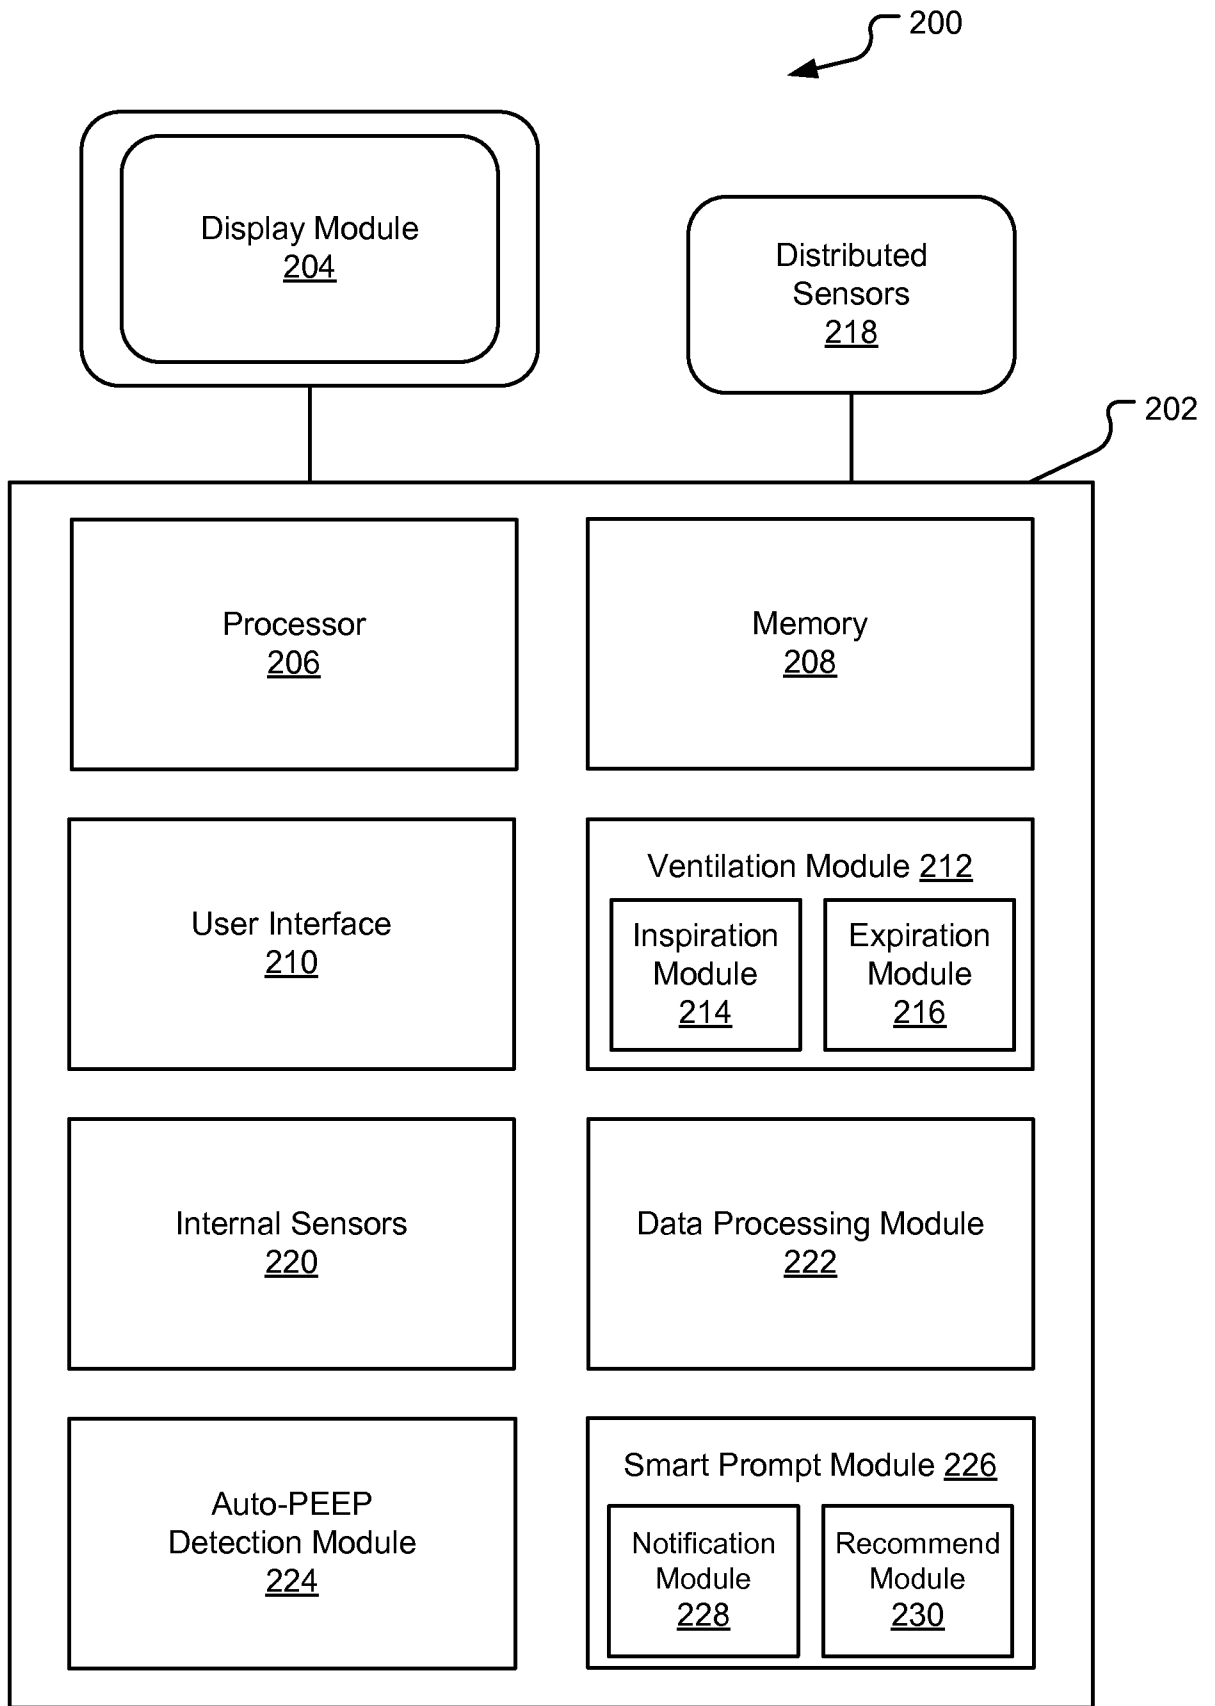 200
Display Module
204
Distributed
Sensors
218
202
Processor
206
Memory
208
User Interface
210
Ventilation Module 212
Inspiration
Module
214
Expiration
Module
216
Internal Sensors
220
Data Processing Module
222
Auto-PEEP
Detection Module
224
Smart Prompt Module 226
Notification
Module
228
Recommend
Module
230